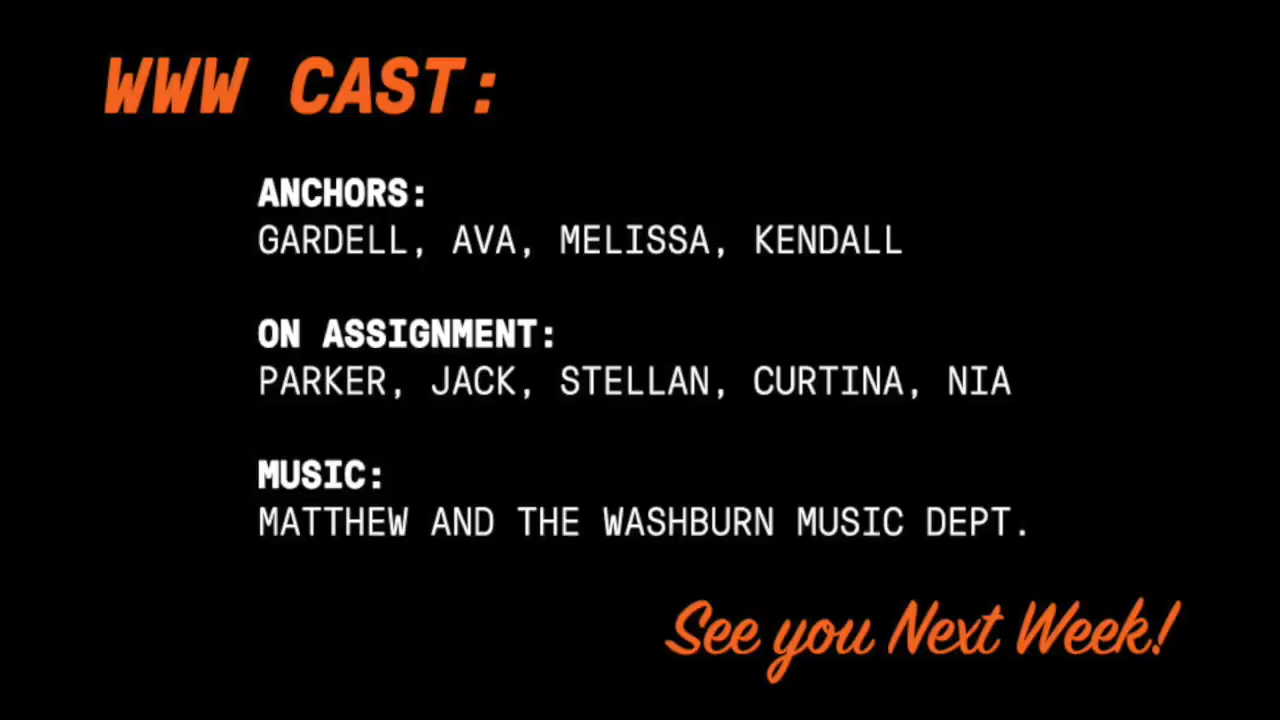 WWW CAST:
ANCHORS:
GARDELL, AVA, MELISSA, KENDALL
ON ASSIGNMENT:
PARKER, JACK, STELLAN, CURTINA, NIA
MUSIC:
MATTHEW AND THE WASHBURN MUSIC DEPT.
See you Next Week!